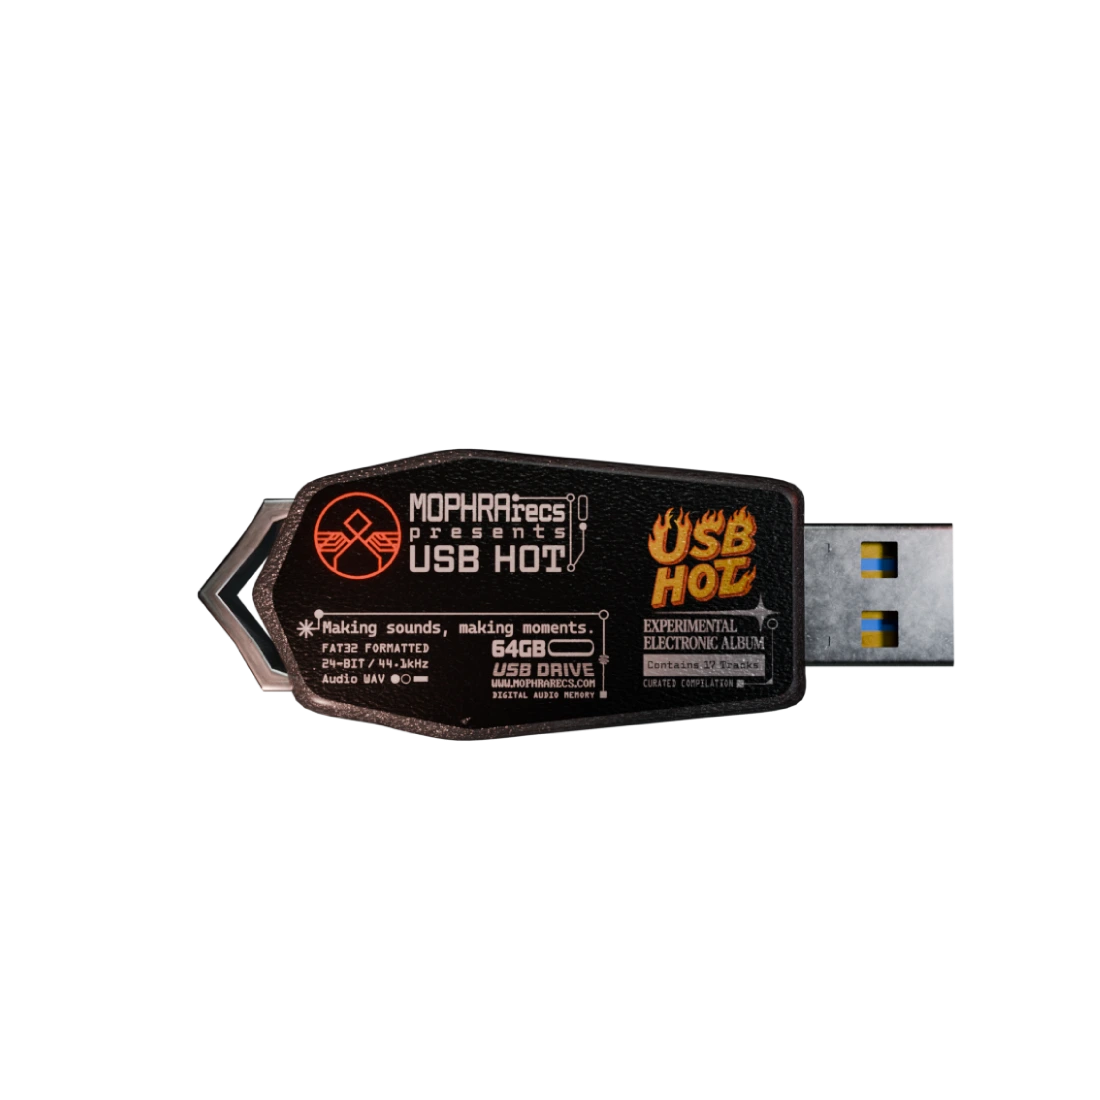 MOPHRArecs
presents
USB HOT
Making sounds, making moments.
FAT32 FORMATTED
24-BIT / 44.1kHz
Audio WAV
64GB
USB DRIVE
WWW.MOPHRARECS.COM
DIGITAL AUDIO MEMORY
USB
HOT
EXPERIMENTAL
ELECTRONIC ALBUM
Contains 17 Tracks
CURATED COMPILATION